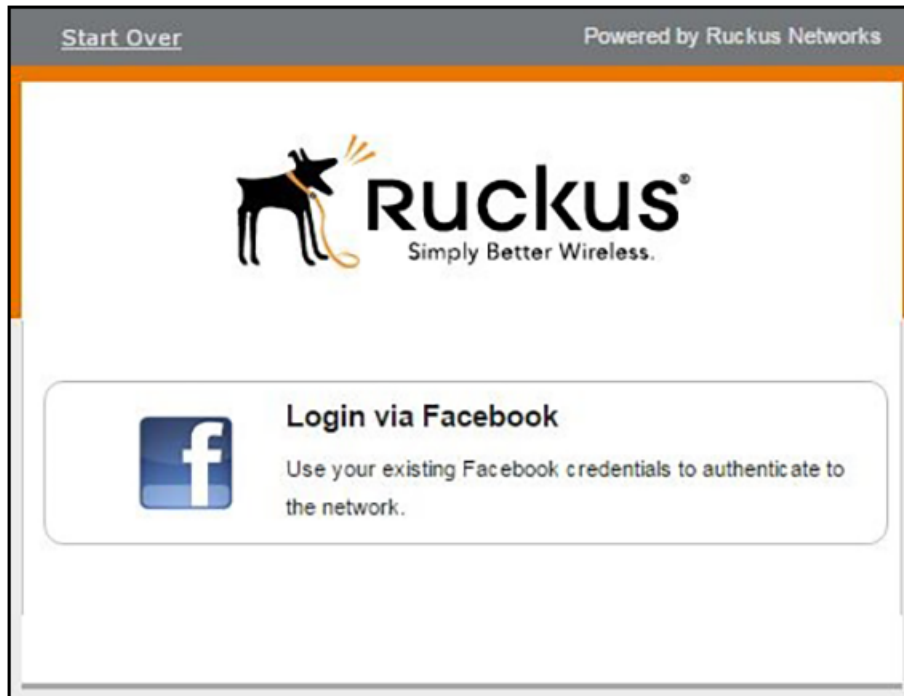 Start Over
Powered by Ruckus Networks
Ruckus®
Simply Better Wireless.
Login via Facebook
Use your existing Facebook credentials to authenticate to
the network.